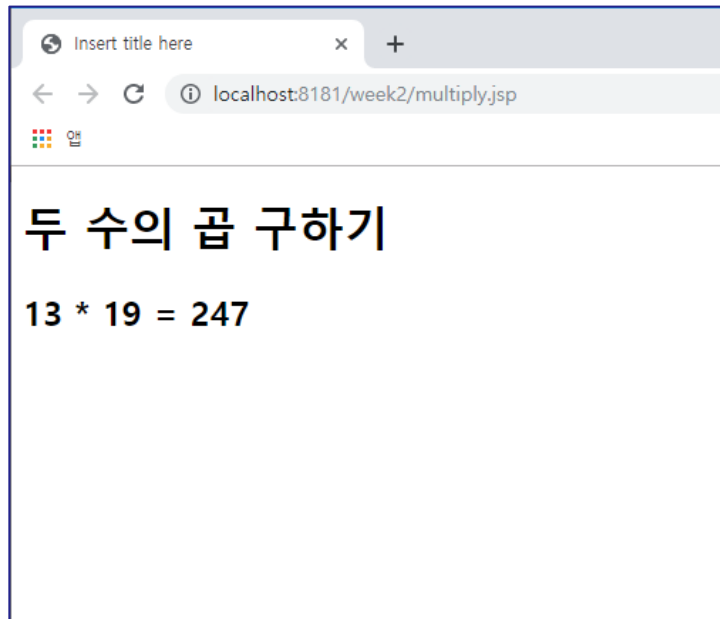 Insert title here
localhost:8181/week2/multiply.jsp
앱
두 수의 곱 구하기
13 * 19 = 247